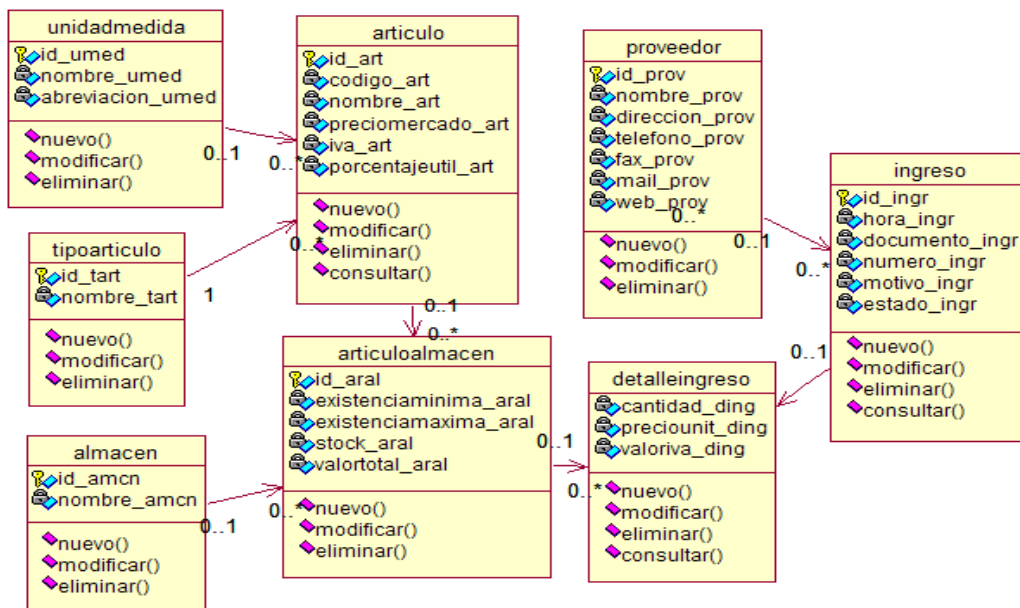 unidadmedida
id_umed
nombre_umed
abreviacion_umed
nuevo()
modificar()
eliminar()
0..1
articulo
id_art
codigo_art
nombre_art
preciomercado_art
iva_art
porcentajeutil_art
0..*
nuevo()
modificar()
eliminar()
consultar()
0..*
proveedor
id_prov
nombre_prov
direccion_prov
telefono_prov
fax_prov
mail_prov
web_prov
0..*
nuevo()
modificar()
eliminar()
0..1
ingreso
id_ingr
hora_ingr
documento_ingr
numero_ingr
motivo_ingr
estado_ingr
0..*
nuevo()
modificar()
eliminar()
consultar()
0..1
tipoarticulo
id_tart
nombre_tart
1
nuevo()
modificar()
eliminar()
0..1
0..*
articuloalmacen
id_aral
existenciaminima_aral
existenciamaxima_aral
stock_aral
valortotal_aral
0..1
nuevo()
modificar()
eliminar()
0..*
detalleingreso
cantidad_ding
preciounit_ding
valoriva_ding
0..*
nuevo()
modificar()
eliminar()
consultar()
almacen
id_amcn
nombre_amcn
0..1
nuevo()
modificar()
eliminar()